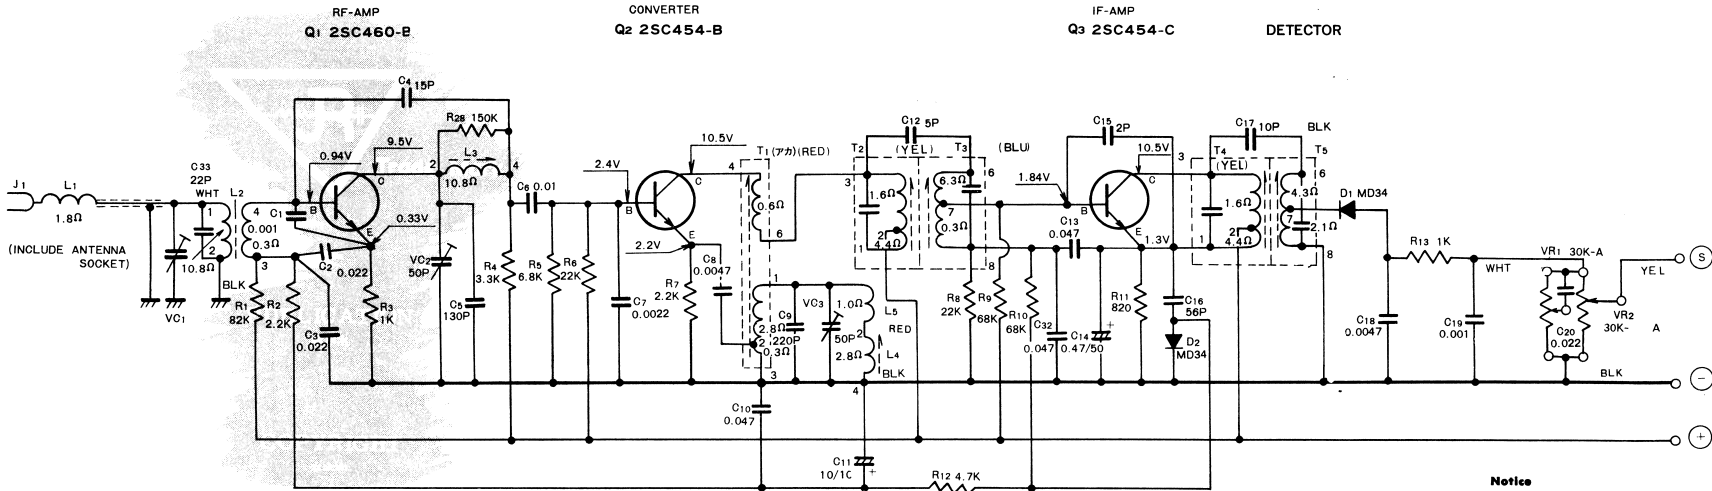 RF-AMP
Q1 2SC460-B
CONVERTER
Q2 2SC454-B
IF-AMP
Q3 2SC454-C
DETECTOR
C4 15P
R28 150K
9.5V
0.94V
L3
2
4
10.8Ω
C
B
E
0.33V
J1
L1
1.8Ω
(INCLUDE ANTENNA
SOCKET)
C33
22P
WHT
L2
1
4
C1
0.001
0.3Ω
2
3
10.8Ω
BLK
VC1
C2
0.022
R1
82K
R2
2.2K
C3
0.022
R3
1K
VC2
50P
C5
130P
R4
3.3K
C6 0.01
R5
6.8K
R6
22K
C7
0.0022
2.4V
B
C
E
2.2V
10.5V
R7
2.2K
C8
0.0047
T1(アカ)(RED)
4
0.6Ω
6
1
2.8Ω
2
0.3Ω
3
C9
220P
VC3
50P
1.0Ω
L5
RED
2
2.8Ω
L4
BLK
4
C10
0.047
C11
10/10
+
R12 4.7K
C12 5P
T2
(YEL)
T3
3
1.6Ω
2
4.4Ω
1
6.3Ω
6
7
0.3Ω
8
(BLU)
R8
22K
R9
68K
R10
68K
C32
0.047
C13
0.047
C14
0.47/50
+
1.84V
C15
2P
10.5V
B
C
E
1.3V
R11
820
C16
56P
D2
MD34
C17 10P
BLK
3
T4
(YEL)
T5
1.6Ω
2
4.4Ω
1
4.3Ω
6
7
2.1Ω
8
D1 MD34
R13 1K
C18
0.0047
WHT
C19
0.001
VR1 30K-A
C20
0.022
VR2
30K- A
YEL
S
BLK
−
+
Notice